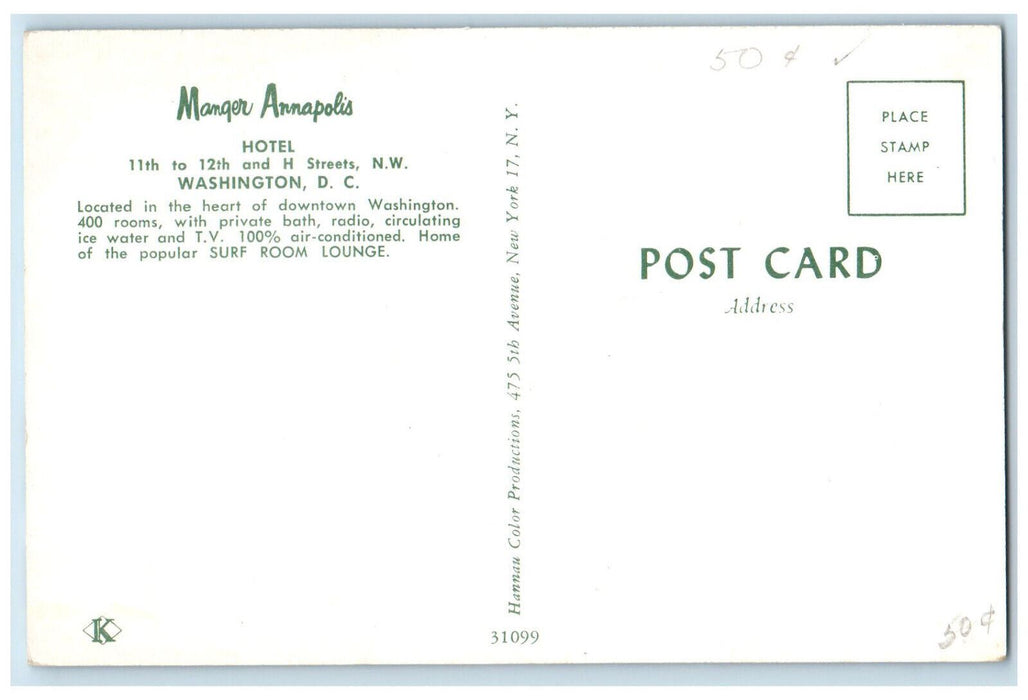 50 ¢ ✓
Manger Annapolis
HOTEL
11th to 12th and H Streets, N.W.
WASHINGTON, D. C.
Located in the heart of downtown Washington.
400 rooms, with private bath, radio, circulating
ice water and T.V. 100% air-conditioned. Home
of the popular SURF ROOM LOUNGE.
K
Hannau Color Productions, 475 5th Avenue, New York 17, N. Y.
31099
PLACE
STAMP
HERE
POST CARD
Address
50 ¢